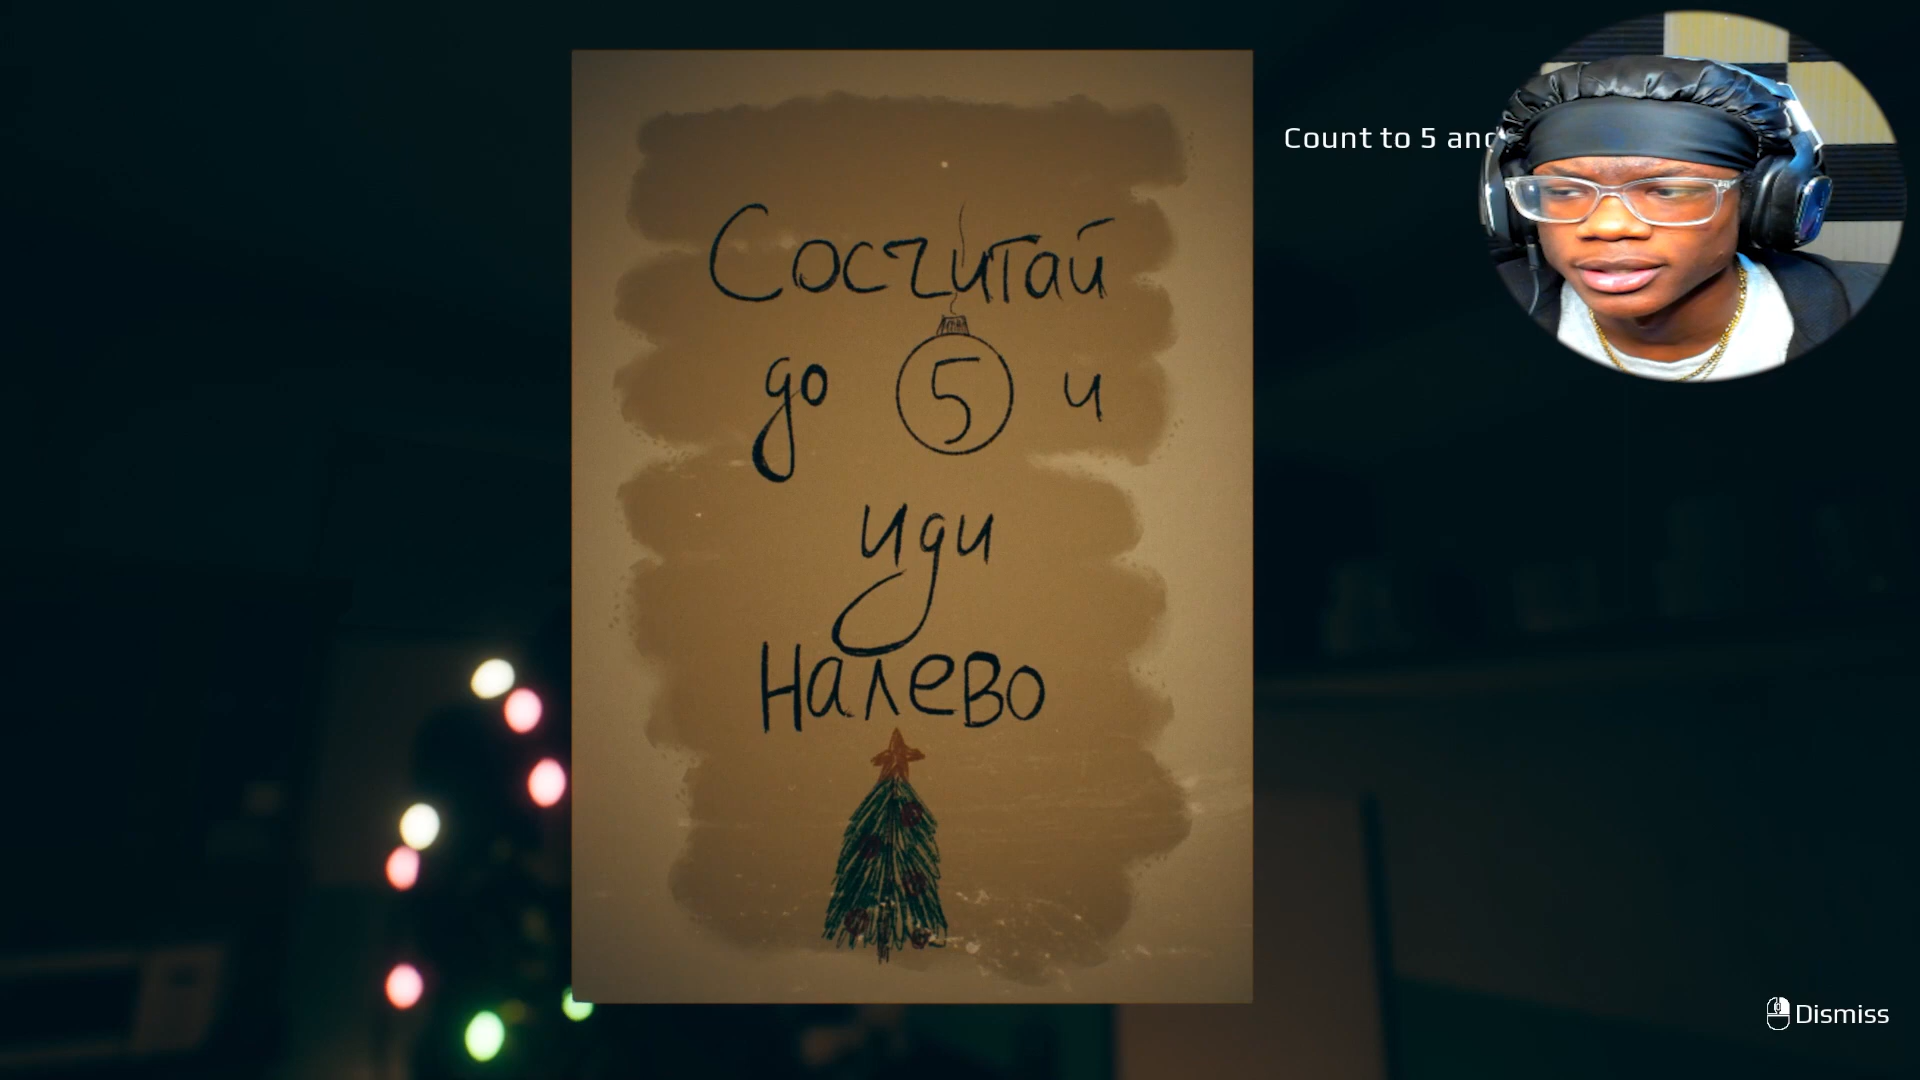 Сосчитай
до 5 и
иди
налево
Count to 5 and
Dismiss